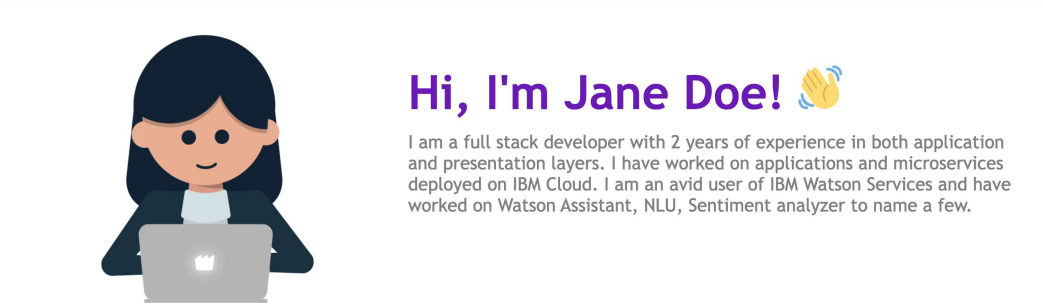 Hi, I'm Jane Doe! 👋
I am a full stack developer with 2 years of experience in both application
and presentation layers. I have worked on applications and microservices
deployed on IBM Cloud. I am an avid user of IBM Watson Services and have
worked on Watson Assistant, NLU, Sentiment analyzer to name a few.